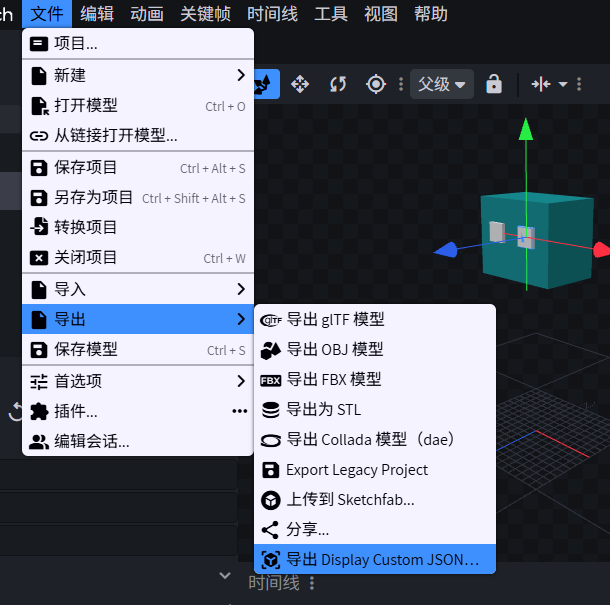 ch 文件 编辑 动画 关键帧 时间线 工具 视图 帮助
项目...
新建
打开模型 Ctrl + O
从链接打开模型...
保存项目 Ctrl + Alt + S
另存为项目 Ctrl + Shift + Alt + S
转换项目
关闭项目 Ctrl + W
导入
导出
保存模型 Ctrl + S
首选项
插件...
编辑会话...
父级
glTF 导出 glTF 模型
导出 OBJ 模型
FBX 导出 FBX 模型
导出为 STL
导出 Collada 模型（dae）
Export Legacy Project
上传到 Sketchfab...
分享...
导出 Display Custom JSON...
时间线